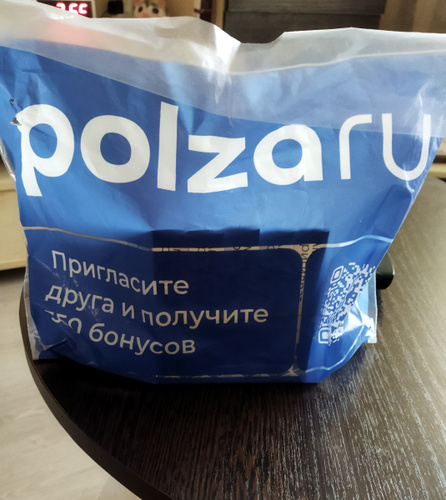 polzaru
Пригласите
друга и получите
бонусов